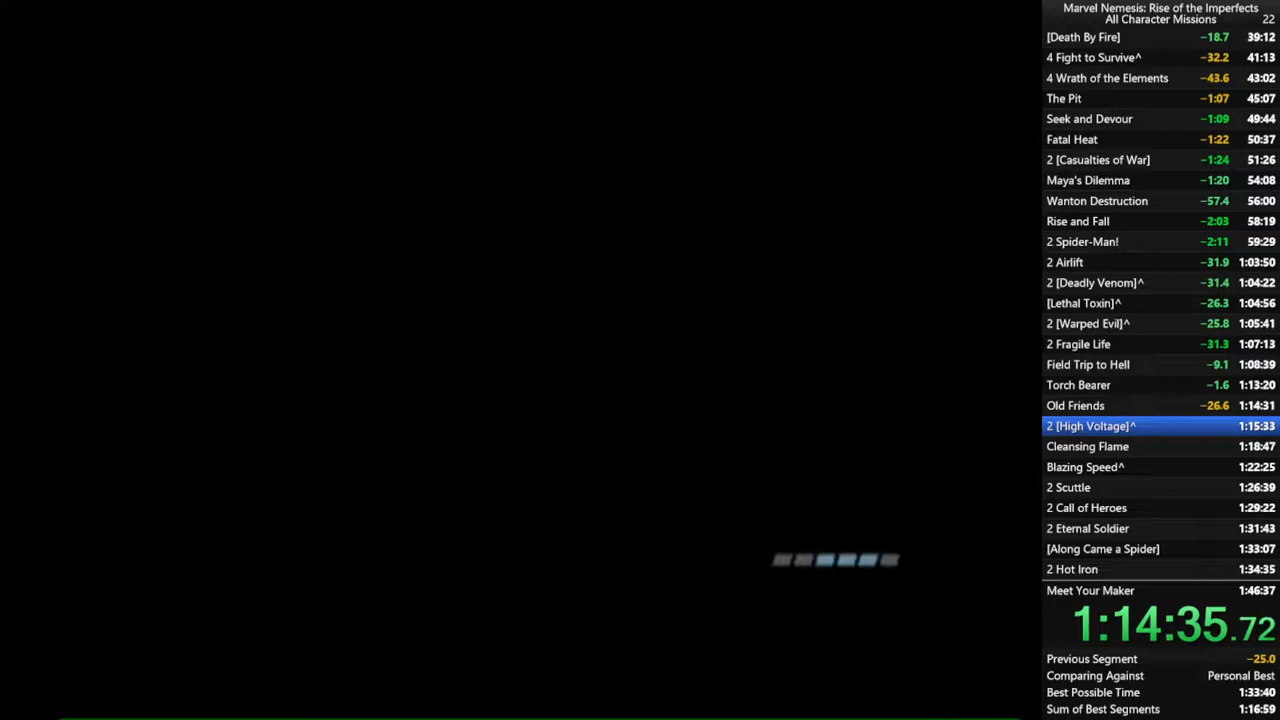 Marvel Nemesis: Rise of the Imperfects
All Character Missions 22
[Death By Fire] −18.7 39:12
4 Fight to Survive^ −32.2 41:13
4 Wrath of the Elements −43.6 43:02
The Pit −1:07 45:07
Seek and Devour −1:09 49:44
Fatal Heat −1:22 50:37
2 [Casualties of War] −1:24 51:26
Maya's Dilemma −1:20 54:08
Wanton Destruction −57.4 56:00
Rise and Fall −2:03 58:19
2 Spider-Man! −2:11 59:29
2 Airlift −31.9 1:03:50
2 [Deadly Venom]^ −31.4 1:04:22
[Lethal Toxin]^ −26.3 1:04:56
2 [Warped Evil]^ −25.8 1:05:41
2 Fragile Life −31.3 1:07:13
Field Trip to Hell −9.1 1:08:39
Torch Bearer −1.6 1:13:20
Old Friends −26.6 1:14:31
2 [High Voltage]^ 1:15:33
Cleansing Flame 1:18:47
Blazing Speed^ 1:22:25
2 Scuttle 1:26:39
2 Call of Heroes 1:29:22
2 Eternal Soldier 1:31:43
[Along Came a Spider] 1:33:07
2 Hot Iron 1:34:35
Meet Your Maker 1:46:37
1:14:35.72
Previous Segment −25.0
Comparing Against Personal Best
Best Possible Time 1:33:40
Sum of Best Segments 1:16:59